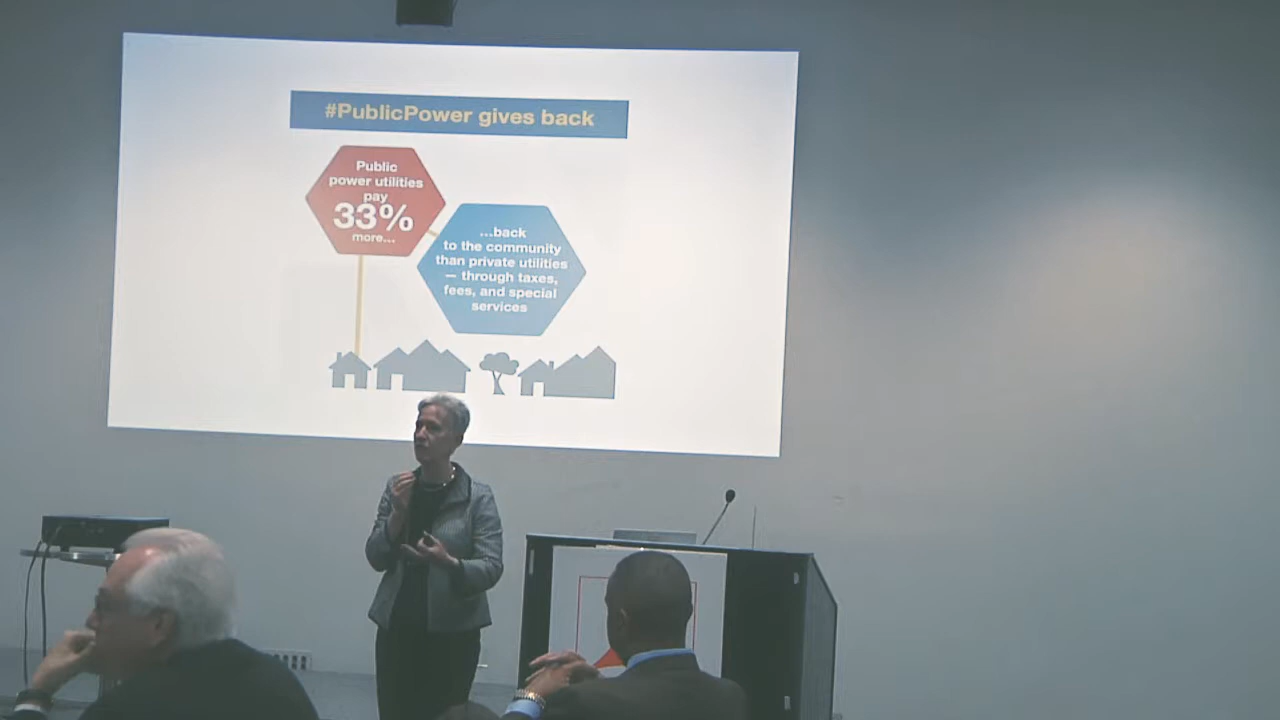 #PublicPower gives back
Public
power utilities
pay
33%
more...
...back
to the community
than private utilities
— through taxes,
fees, and special
services